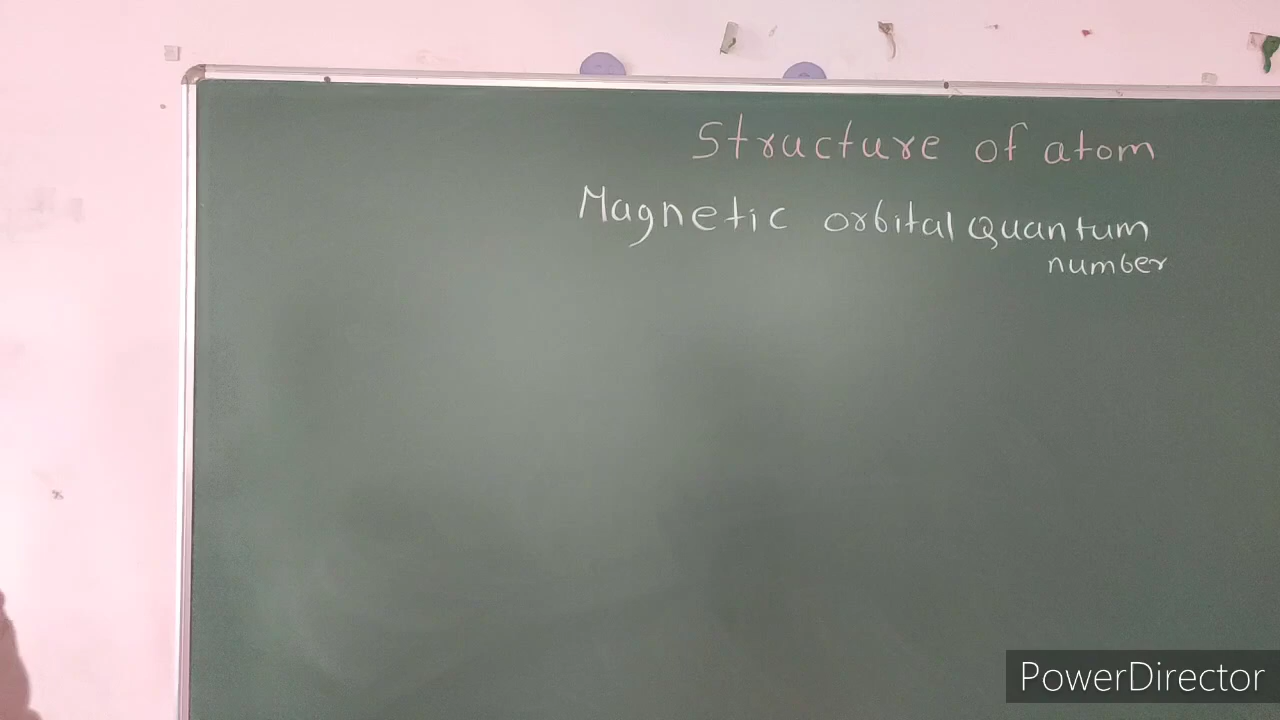 Structure of atom
Magnetic orbital Quantum
number
PowerDirector